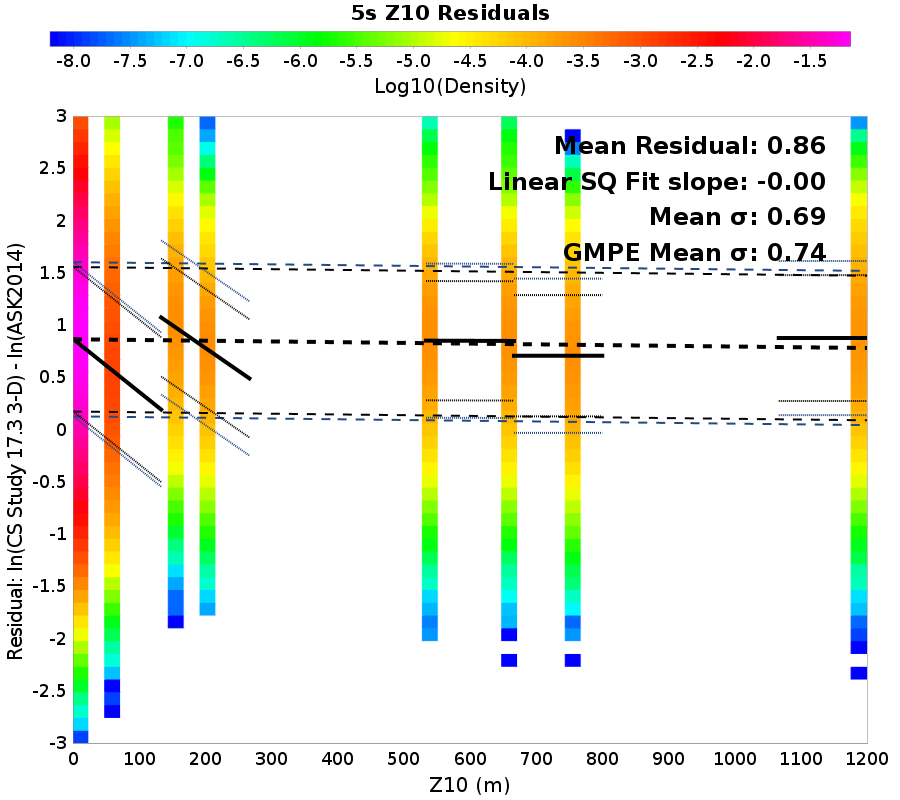 5s Z10 Residuals
-8.0 -7.5 -7.0 -6.5 -6.0 -5.5 -5.0 -4.5 -4.0 -3.5 -3.0 -2.5 -2.0 -1.5
Log10(Density)
Residual: ln(CS Study 17.3 3-D) - ln(ASK2014)
3
2.5
2
1.5
1
0.5
0
-0.5
-1
-1.5
-2
-2.5
-3
Mean Residual: 0.86
Linear SQ Fit slope: -0.00
Mean σ: 0.69
GMPE Mean σ: 0.74
0 100 200 300 400 500 600 700 800 900 1000 1100 1200
Z10 (m)